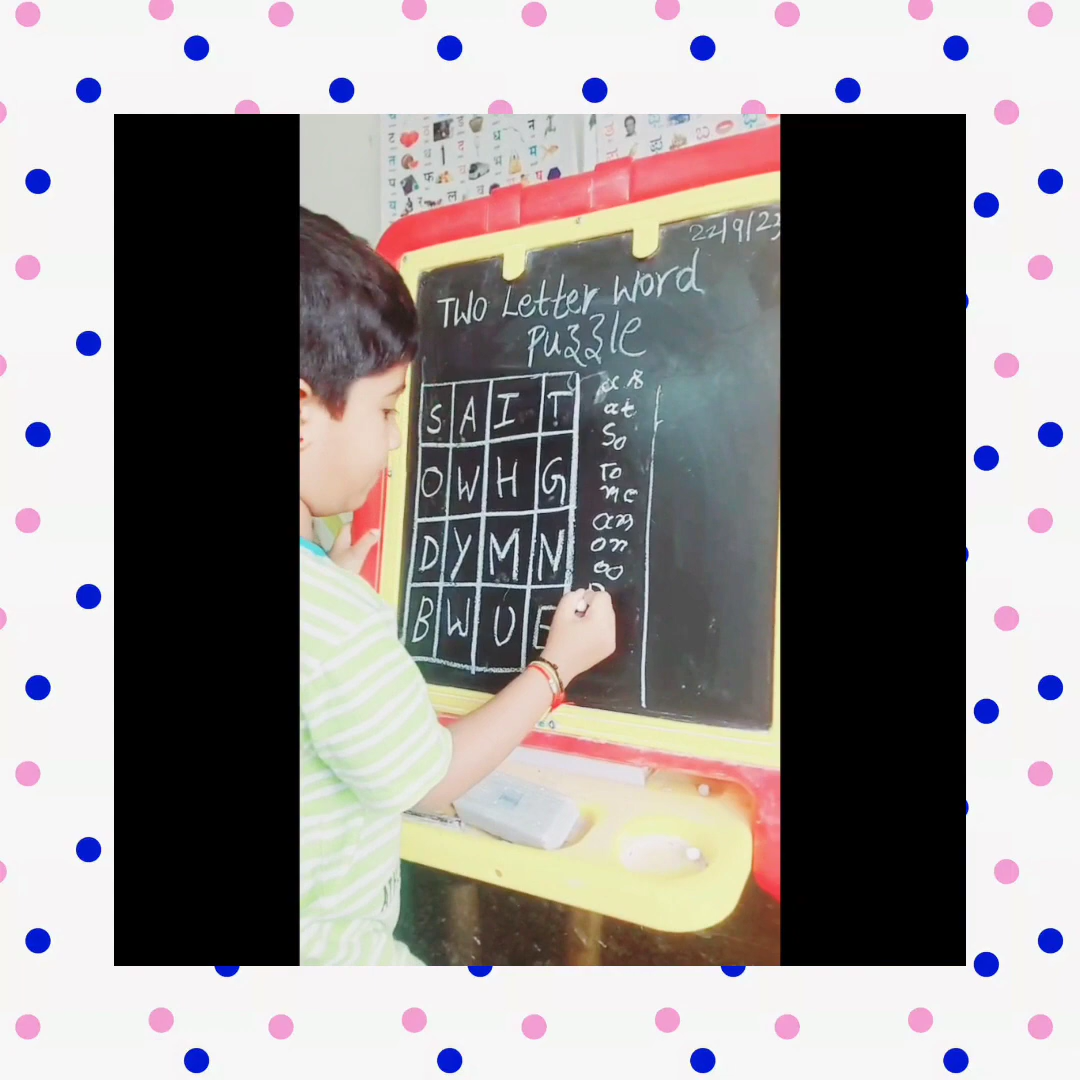 22/9/23
Two Letter Word
Puzzle
S A I T
O W H G
D Y M N
B W U E
as
at
So
To
me
am
on
go